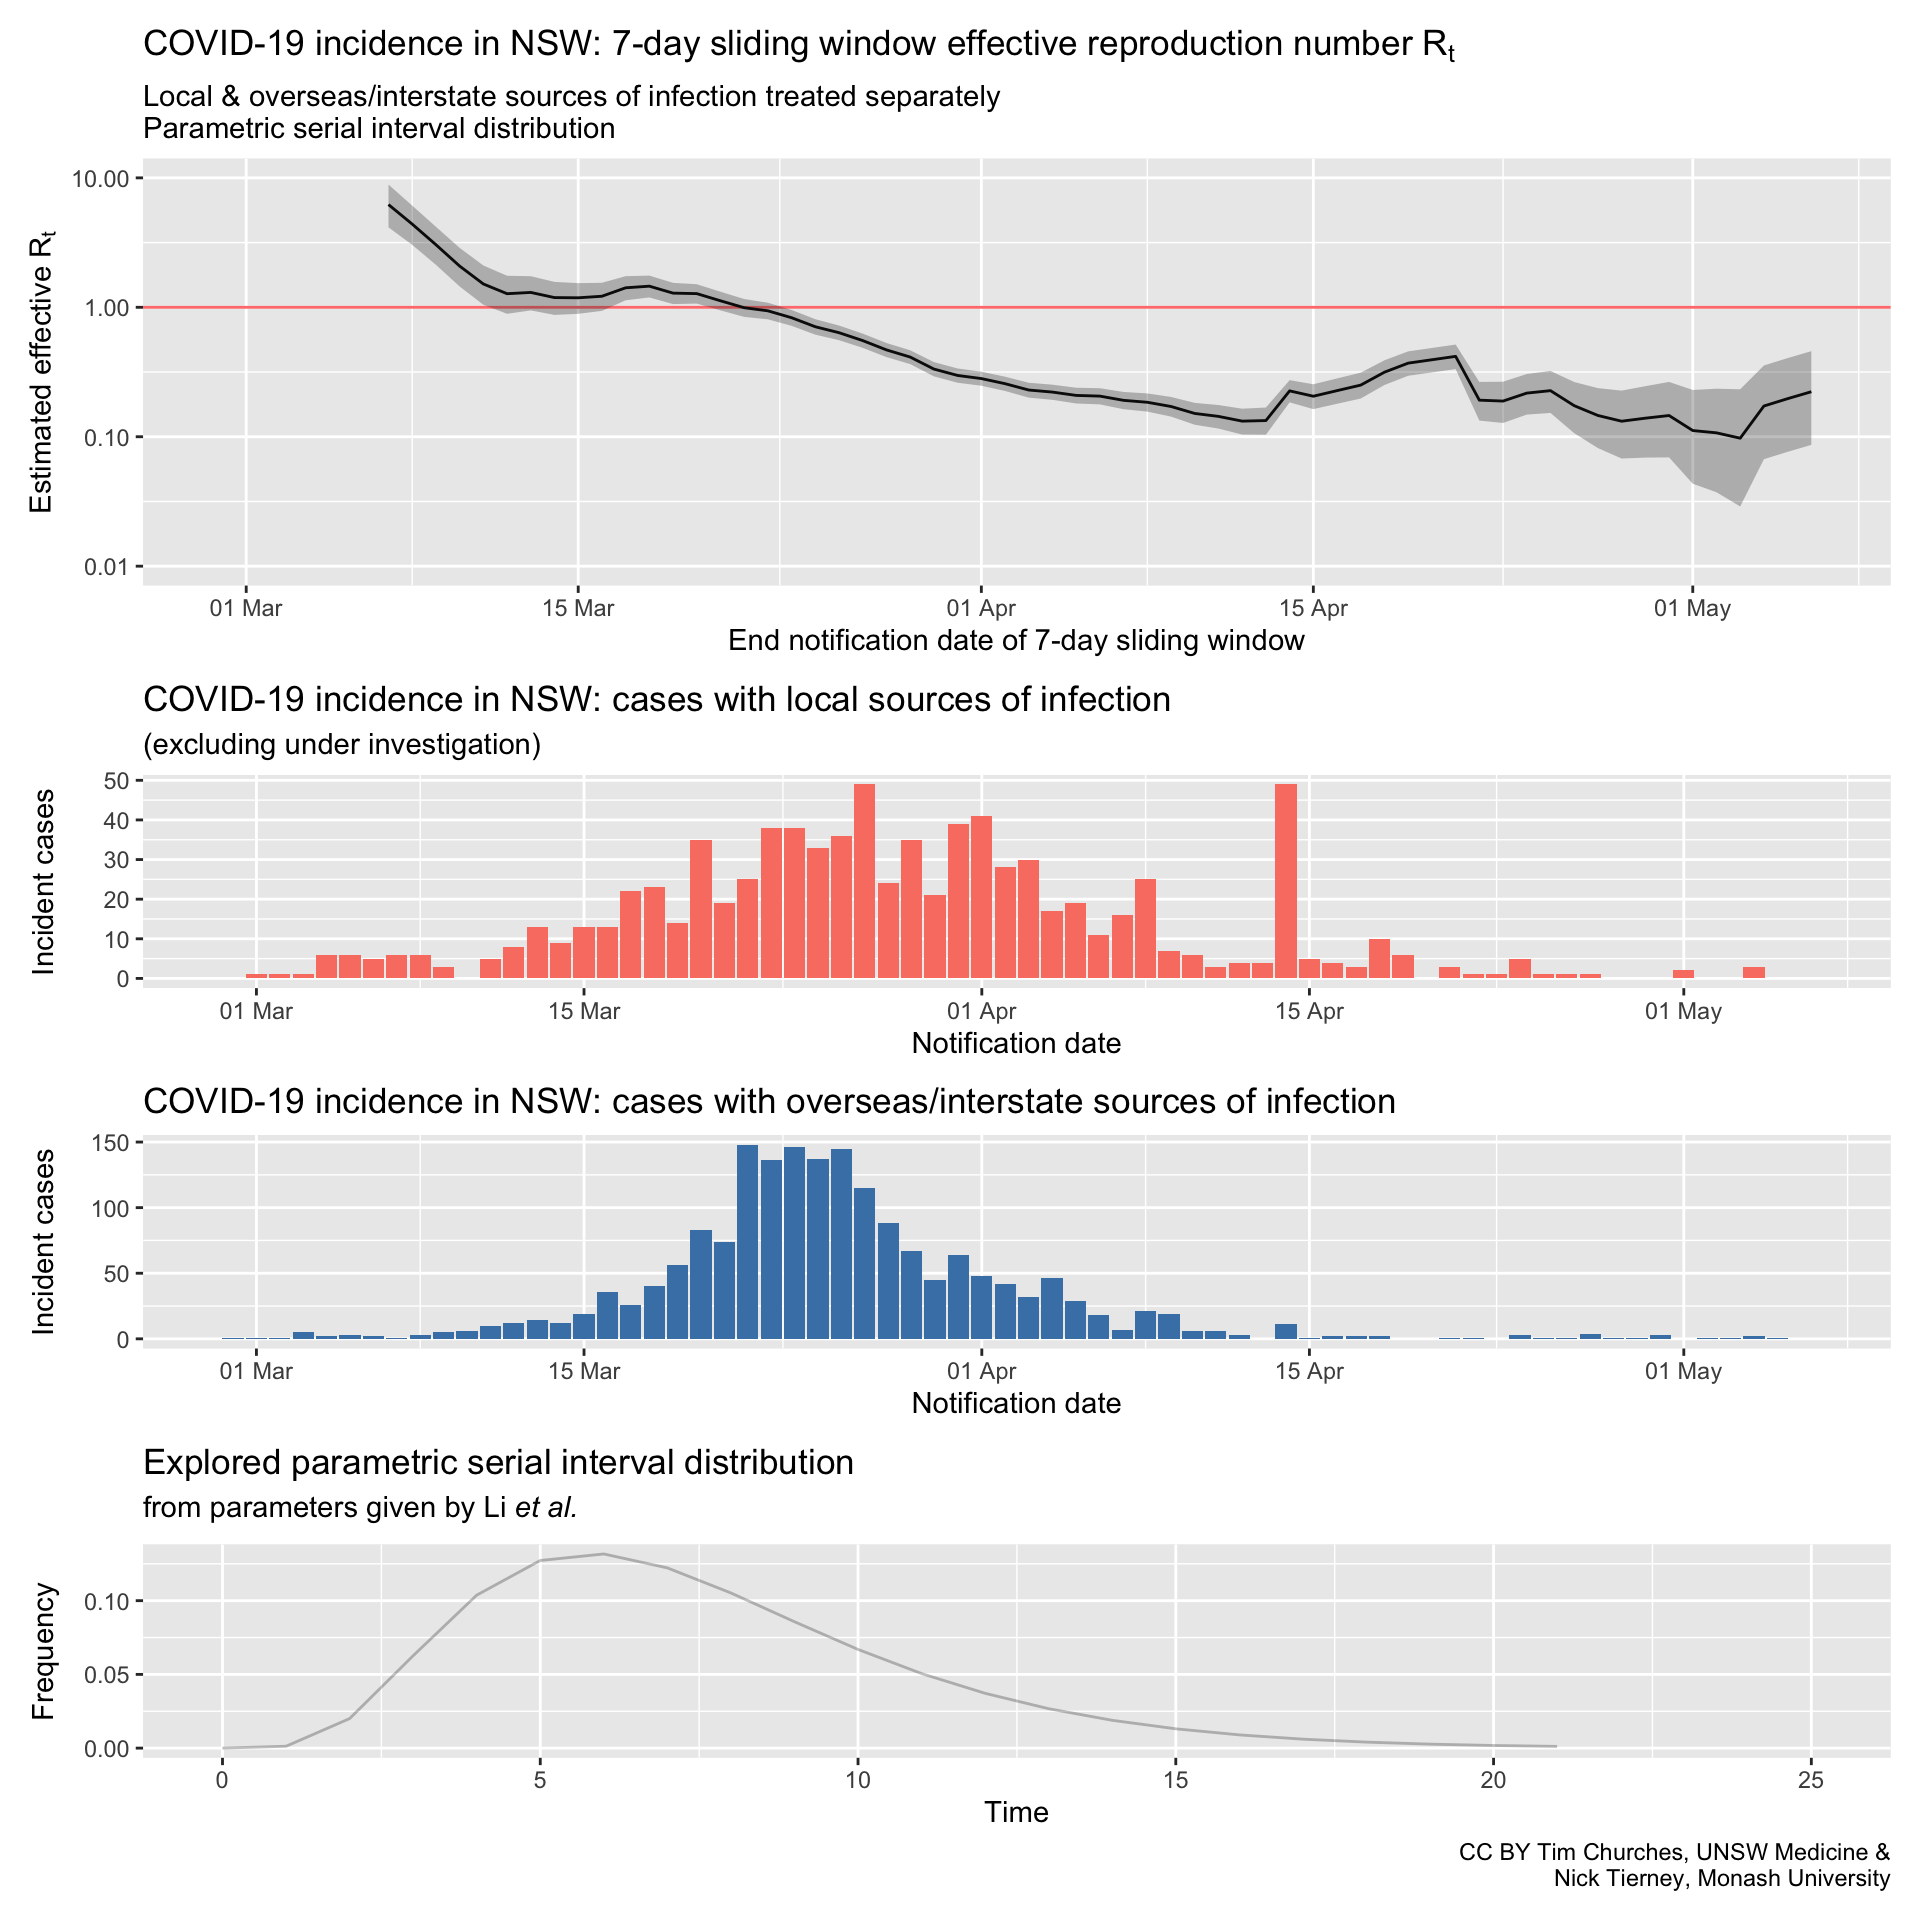 COVID-19 incidence in NSW: 7-day sliding window effective reproduction number Rt
Local & overseas/interstate sources of infection treated separately
Parametric serial interval distribution
Estimated effective Rt
10.00
1.00
0.10
0.01
01 Mar 15 Mar 01 Apr 15 Apr 01 May
End notification date of 7-day sliding window
COVID-19 incidence in NSW: cases with local sources of infection
(excluding under investigation)
Incident cases
50
40
30
20
10
0
01 Mar 15 Mar 01 Apr 15 Apr 01 May
Notification date
COVID-19 incidence in NSW: cases with overseas/interstate sources of infection
Incident cases
150
100
50
0
01 Mar 15 Mar 01 Apr 15 Apr 01 May
Notification date
Explored parametric serial interval distribution
from parameters given by Li et al.
Frequency
0.10
0.05
0.00
0 5 10 15 20 25
Time
CC BY Tim Churches, UNSW Medicine &
Nick Tierney, Monash University